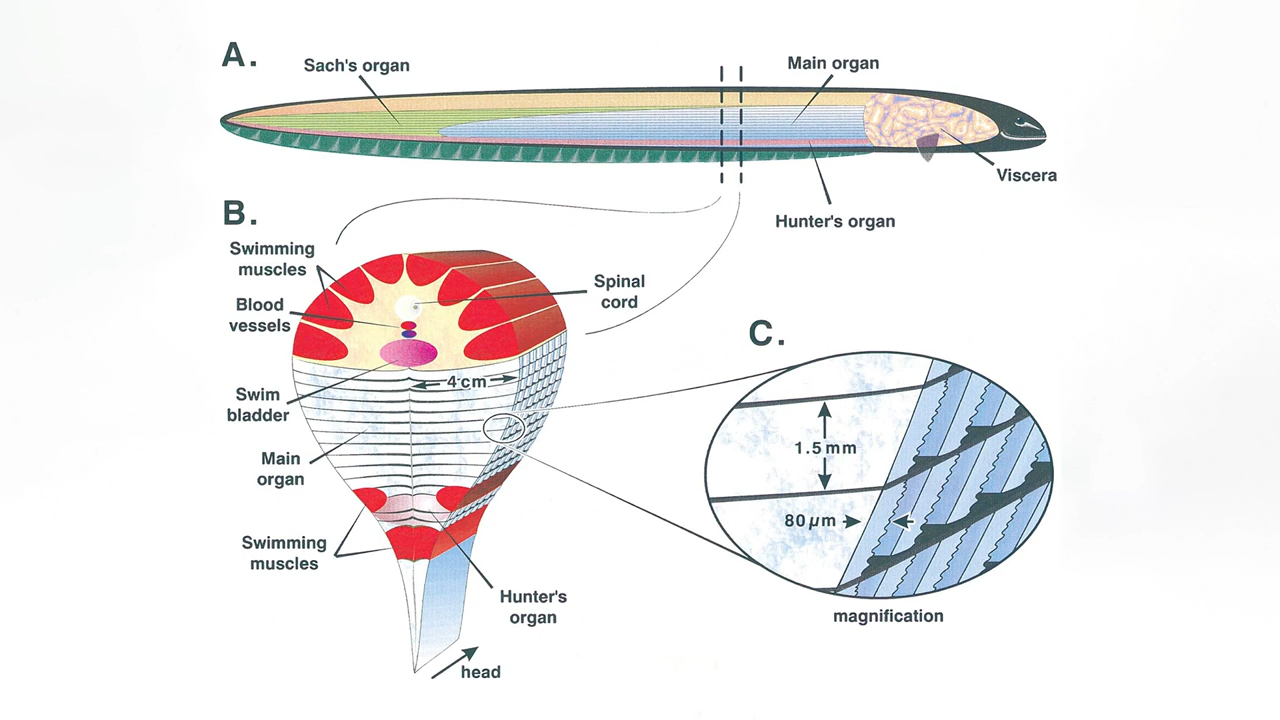 A.
Sach's organ
Main organ
Viscera
Hunter's organ
B.
Swimming
muscles
Blood
vessels
Spinal
cord
4 cm
Swim
bladder
Main
organ
Swimming
muscles
Hunter's
organ
head
C.
1.5 mm
80 µm
magnification